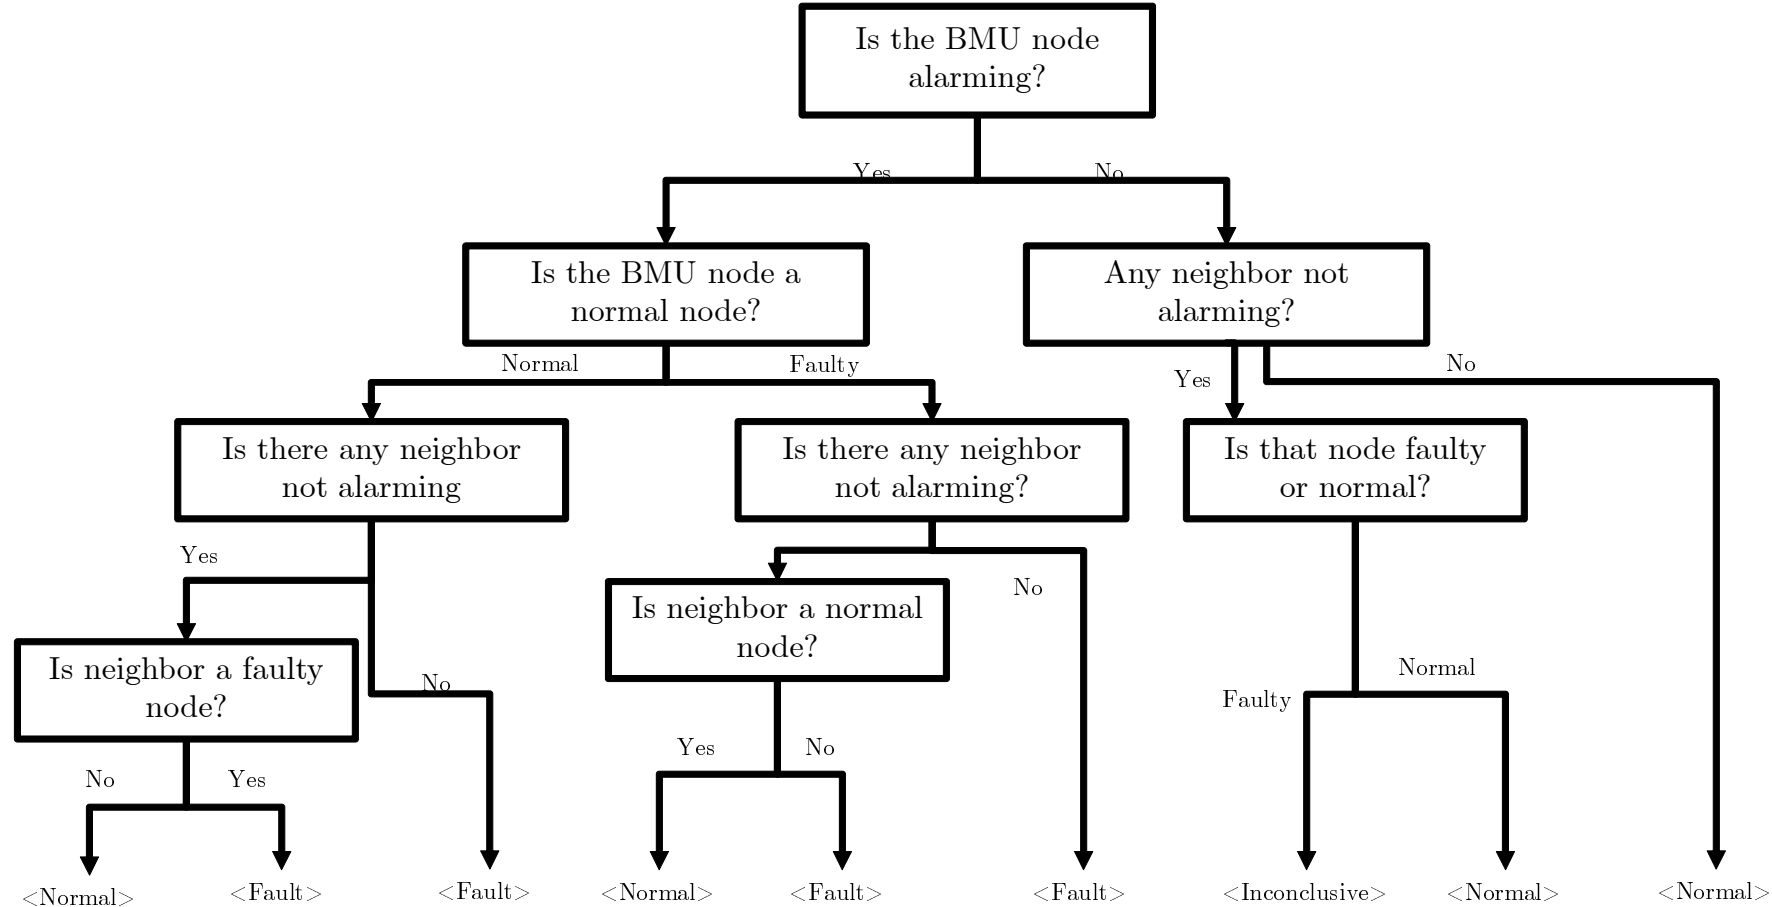 Is the BMU node
alarming?
Yes
No
Is the BMU node a
normal node?
Any neighbor not
alarming?
Normal
Faulty
Yes
No
Is there any neighbor
not alarming
Is there any neighbor
not alarming?
Is that node faulty
or normal?
Yes
No
Is neighbor a normal
node?
Is neighbor a faulty
node?
No
Normal
Faulty
Yes
No
No
Yes
<Normal>
<Fault>
<Fault>
<Normal>
<Fault>
<Fault>
<Inconclusive>
<Normal>
<Normal>